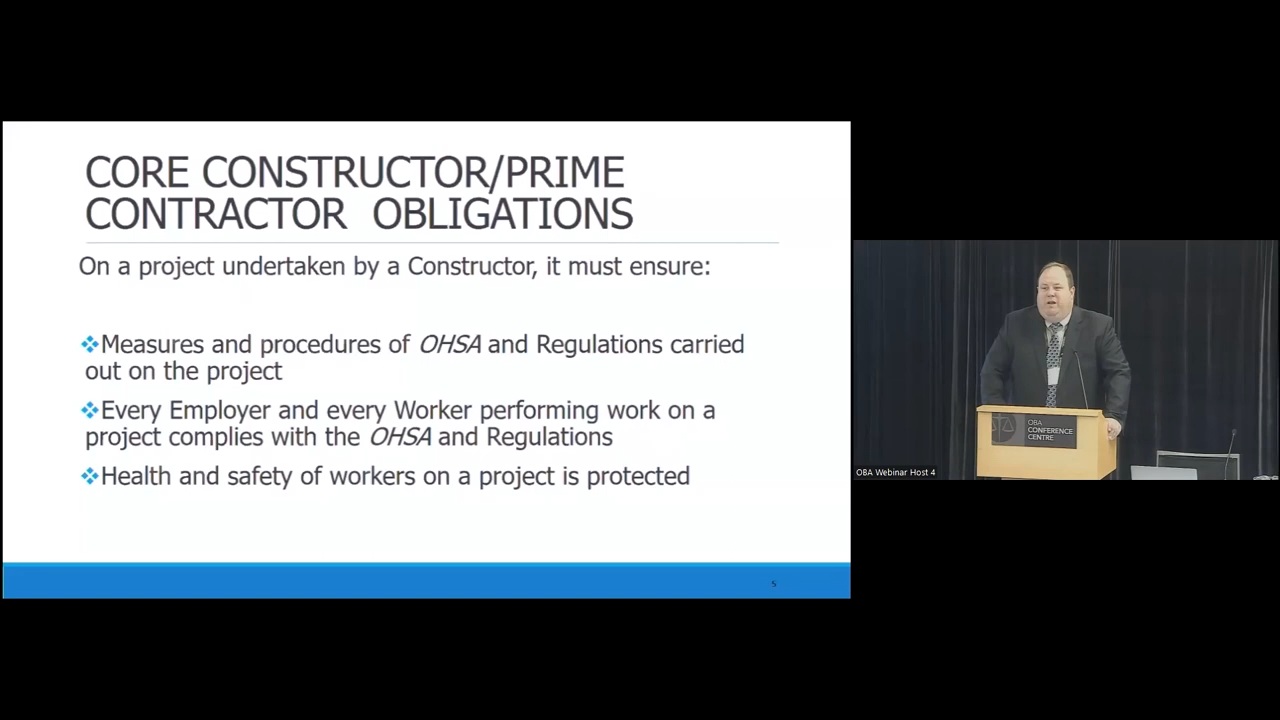 CORE CONSTRUCTOR/PRIME
CONTRACTOR OBLIGATIONS
On a project undertaken by a Constructor, it must ensure:
❖Measures and procedures of OHSA and Regulations carried
out on the project
❖Every Employer and every Worker performing work on a
project complies with the OHSA and Regulations
❖Health and safety of workers on a project is protected
5
OBA
CONFERENCE
CENTRE
OBA Webinar Host 4